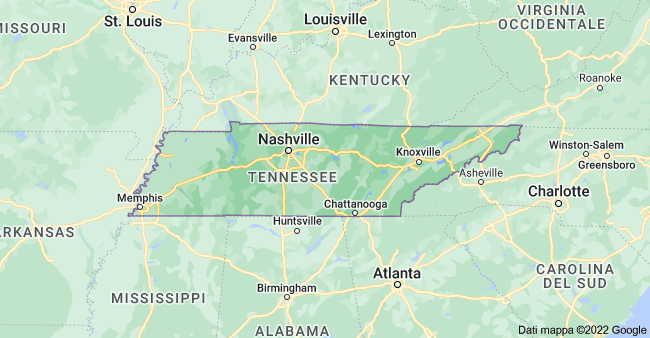 St. Louis
Louisville
VIRGINIA
OCCIDENTALE
MISSOURI
Evansville
Lexington
KENTUCKY
Roanoke
Nashville
Knoxville
Winston-Salem
Greensboro
TENNESSEE
Asheville
Memphis
Chattanooga
Charlotte
ARKANSAS
Huntsville
Atlanta
CAROLINA
DEL SUD
Birmingham
MISSISSIPPI
ALABAMA
Dati mappa ©2022 Google